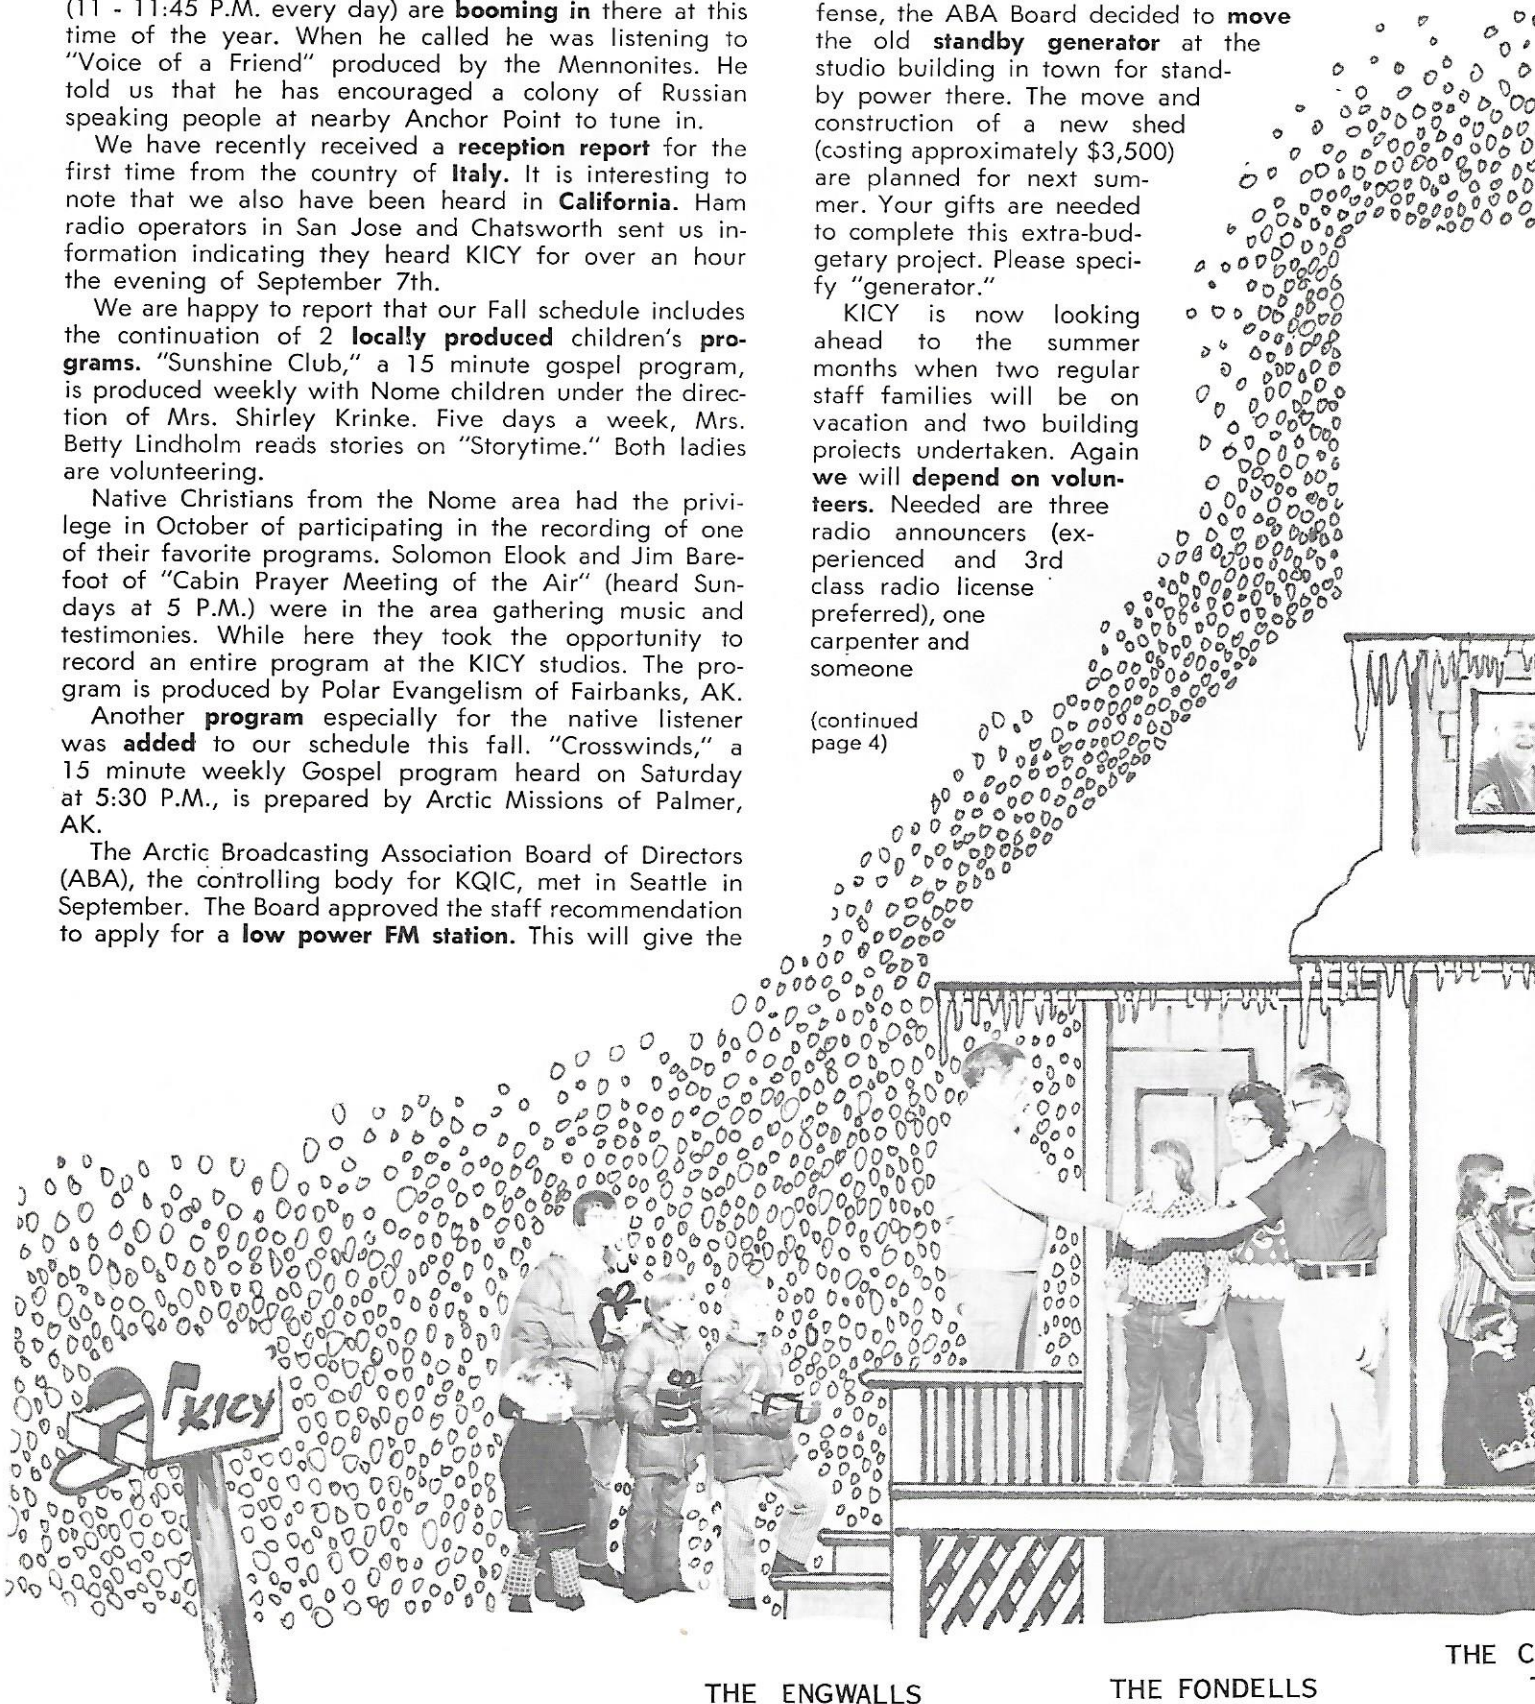 (11 - 11:45 P.M. every day) are booming in there at this
time of the year. When he called he was listening to
"Voice of a Friend" produced by the Mennonites. He
told us that he has encouraged a colony of Russian
speaking people at nearby Anchor Point to tune in.
We have recently received a reception report for the
first time from the country of Italy. It is interesting to
note that we also have been heard in California. Ham
radio operators in San Jose and Chatsworth sent us in-
formation indicating they heard KICY for over an hour
the evening of September 7th.
We are happy to report that our Fall schedule includes
the continuation of 2 locally produced children's pro-
grams. "Sunshine Club," a 15 minute gospel program,
is produced weekly with Nome children under the direc-
tion of Mrs. Shirley Krinke. Five days a week, Mrs.
Betty Lindholm reads stories on "Storytime." Both ladies
are volunteering.
Native Christians from the Nome area had the privi-
lege in October of participating in the recording of one
of their favorite programs. Solomon Elook and Jim Bare-
foot of "Cabin Prayer Meeting of the Air" (heard Sun-
days at 5 P.M.) were in the area gathering music and
testimonies. While here they took the opportunity to
record an entire program at the KICY studios. The pro-
gram is produced by Polar Evangelism of Fairbanks, AK.
Another program especially for the native listener
was added to our schedule this fall. "Crosswinds," a
15 minute weekly Gospel program heard on Saturday
at 5:30 P.M., is prepared by Arctic Missions of Palmer,
AK.
The Arctic Broadcasting Association Board of Directors
(ABA), the controlling body for KQIC, met in Seattle in
September. The Board approved the staff recommendation
to apply for a low power FM station. This will give the
fense, the ABA Board decided to move
the old standby generator at the
studio building in town for stand-
by power there. The move and
construction of a new shed
(costing approximately $3,500)
are planned for next sum-
mer. Your gifts are needed
to complete this extra-bud-
getary project. Please speci-
fy "generator."
KICY is now looking
ahead to the summer
months when two regular
staff families will be on
vacation and two building
projects undertaken. Again
we will depend on volun-
teers. Needed are three
radio announcers (ex-
perienced and 3rd
class radio license
preferred), one
carpenter and
someone
(continued
page 4)
KICY
THE ENGWALLS
THE FONDELLS
THE C